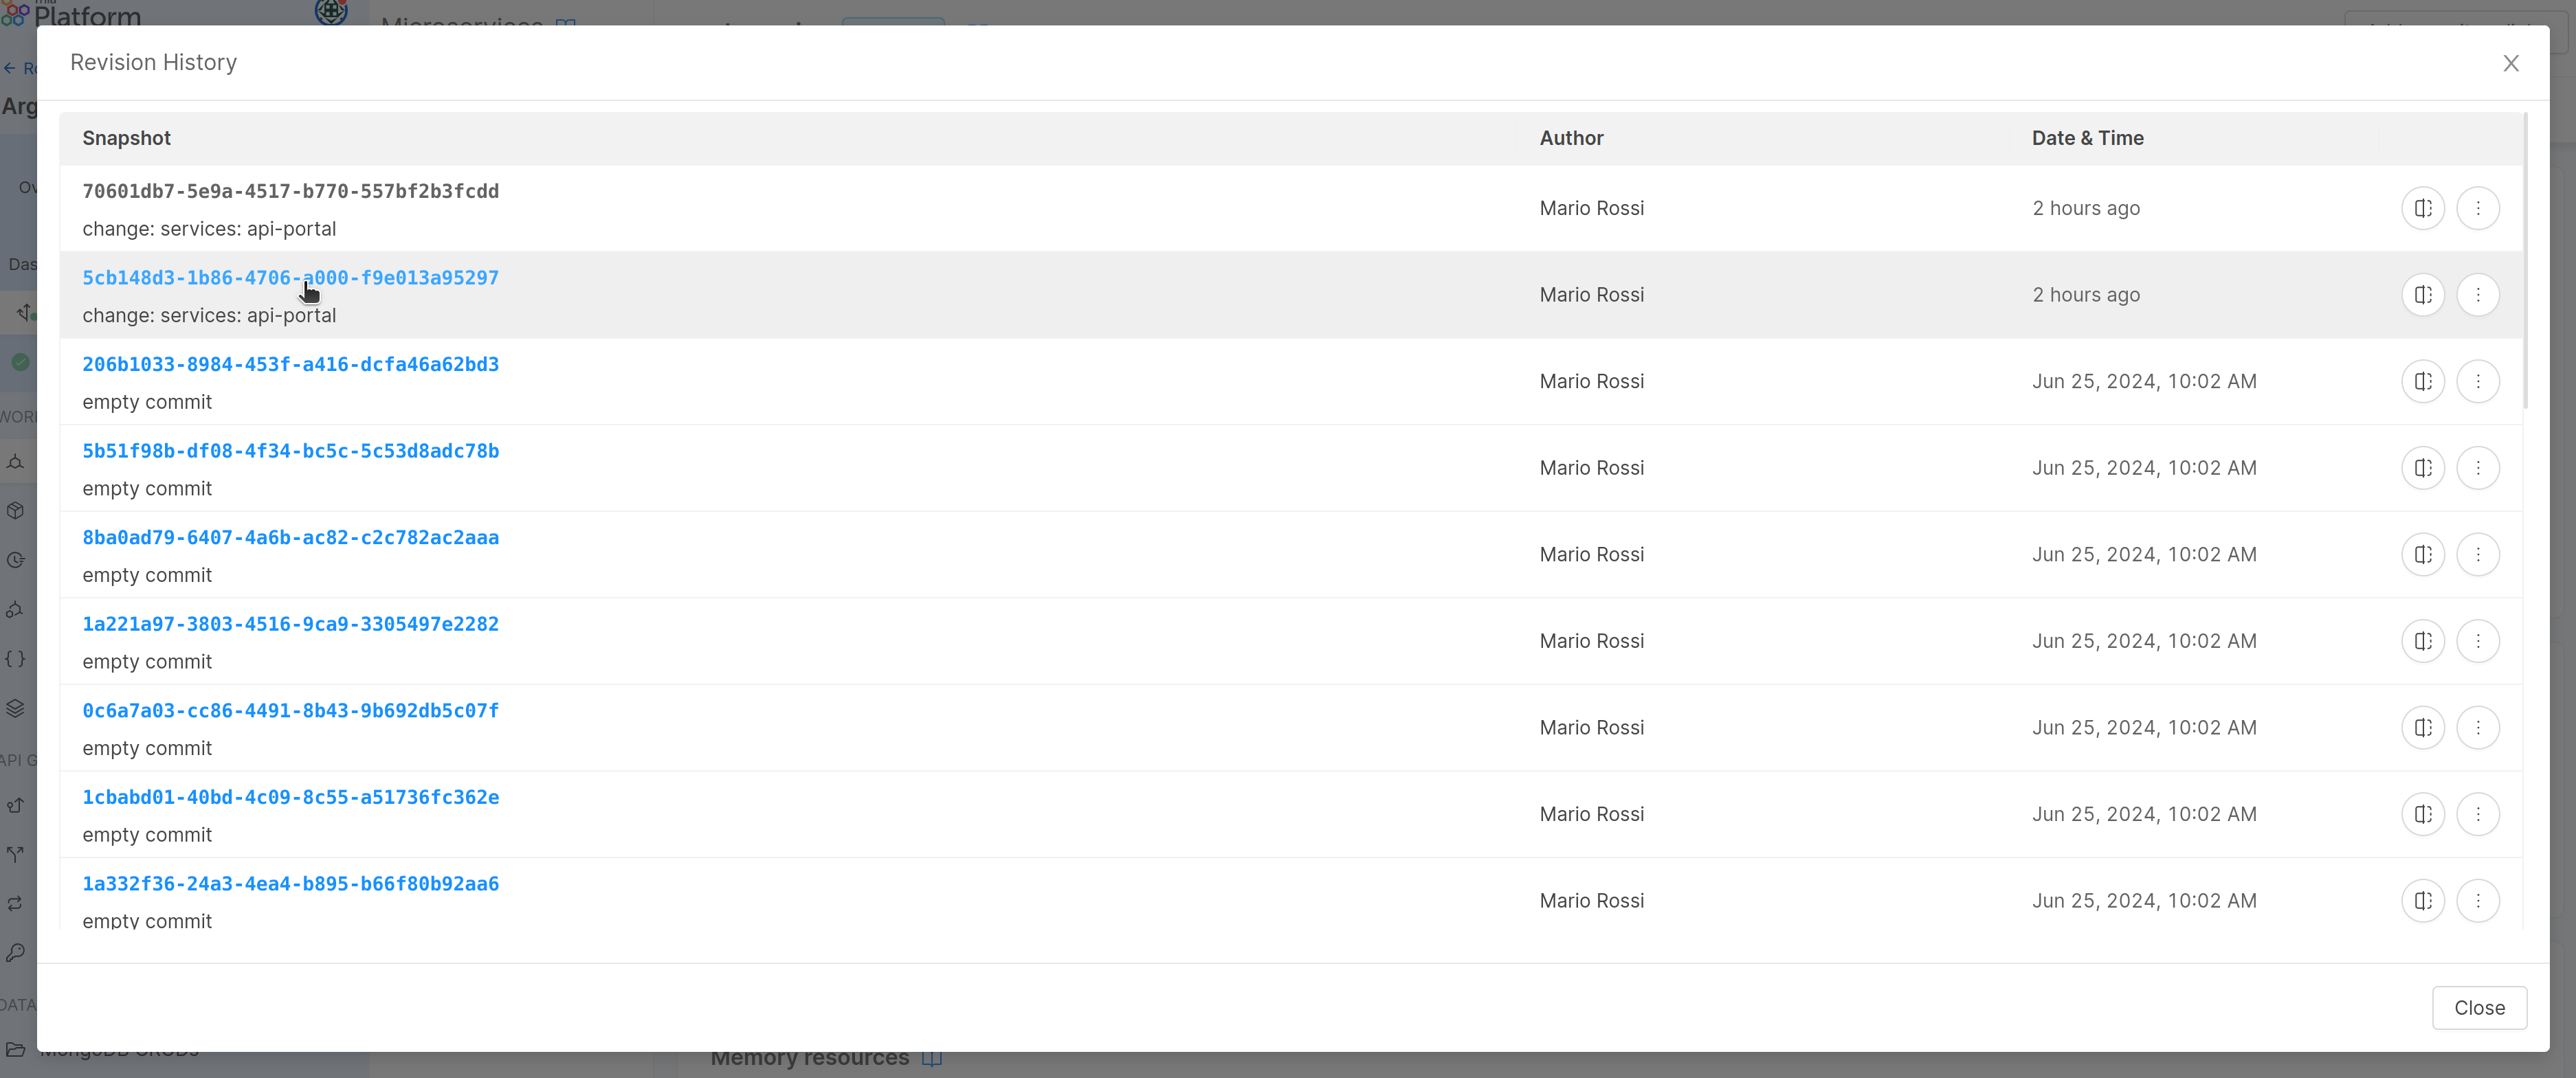 Platform
Microservices
Revision History
Snapshot Author Date & Time
70601db7-5e9a-4517-b770-557bf2b3fcdd
change: services: api-portal
Mario Rossi 2 hours ago
5cb148d3-1b86-4706-a000-f9e013a95297
change: services: api-portal
Mario Rossi 2 hours ago
206b1033-8984-453f-a416-dcfa46a62bd3
empty commit
Mario Rossi Jun 25, 2024, 10:02 AM
5b51f98b-df08-4f34-bc5c-5c53d8adc78b
empty commit
Mario Rossi Jun 25, 2024, 10:02 AM
8ba0ad79-6407-4a6b-ac82-c2c782ac2aaa
empty commit
Mario Rossi Jun 25, 2024, 10:02 AM
1a221a97-3803-4516-9ca9-3305497e2282
empty commit
Mario Rossi Jun 25, 2024, 10:02 AM
0c6a7a03-cc86-4491-8b43-9b692db5c07f
empty commit
Mario Rossi Jun 25, 2024, 10:02 AM
1cbabd01-40bd-4c09-8c55-a51736fc362e
empty commit
Mario Rossi Jun 25, 2024, 10:02 AM
1a332f36-24a3-4ea4-b895-b66f80b92aa6
empty commit
Mario Rossi Jun 25, 2024, 10:02 AM
Close
MongoDB CRUDs
Memory resources